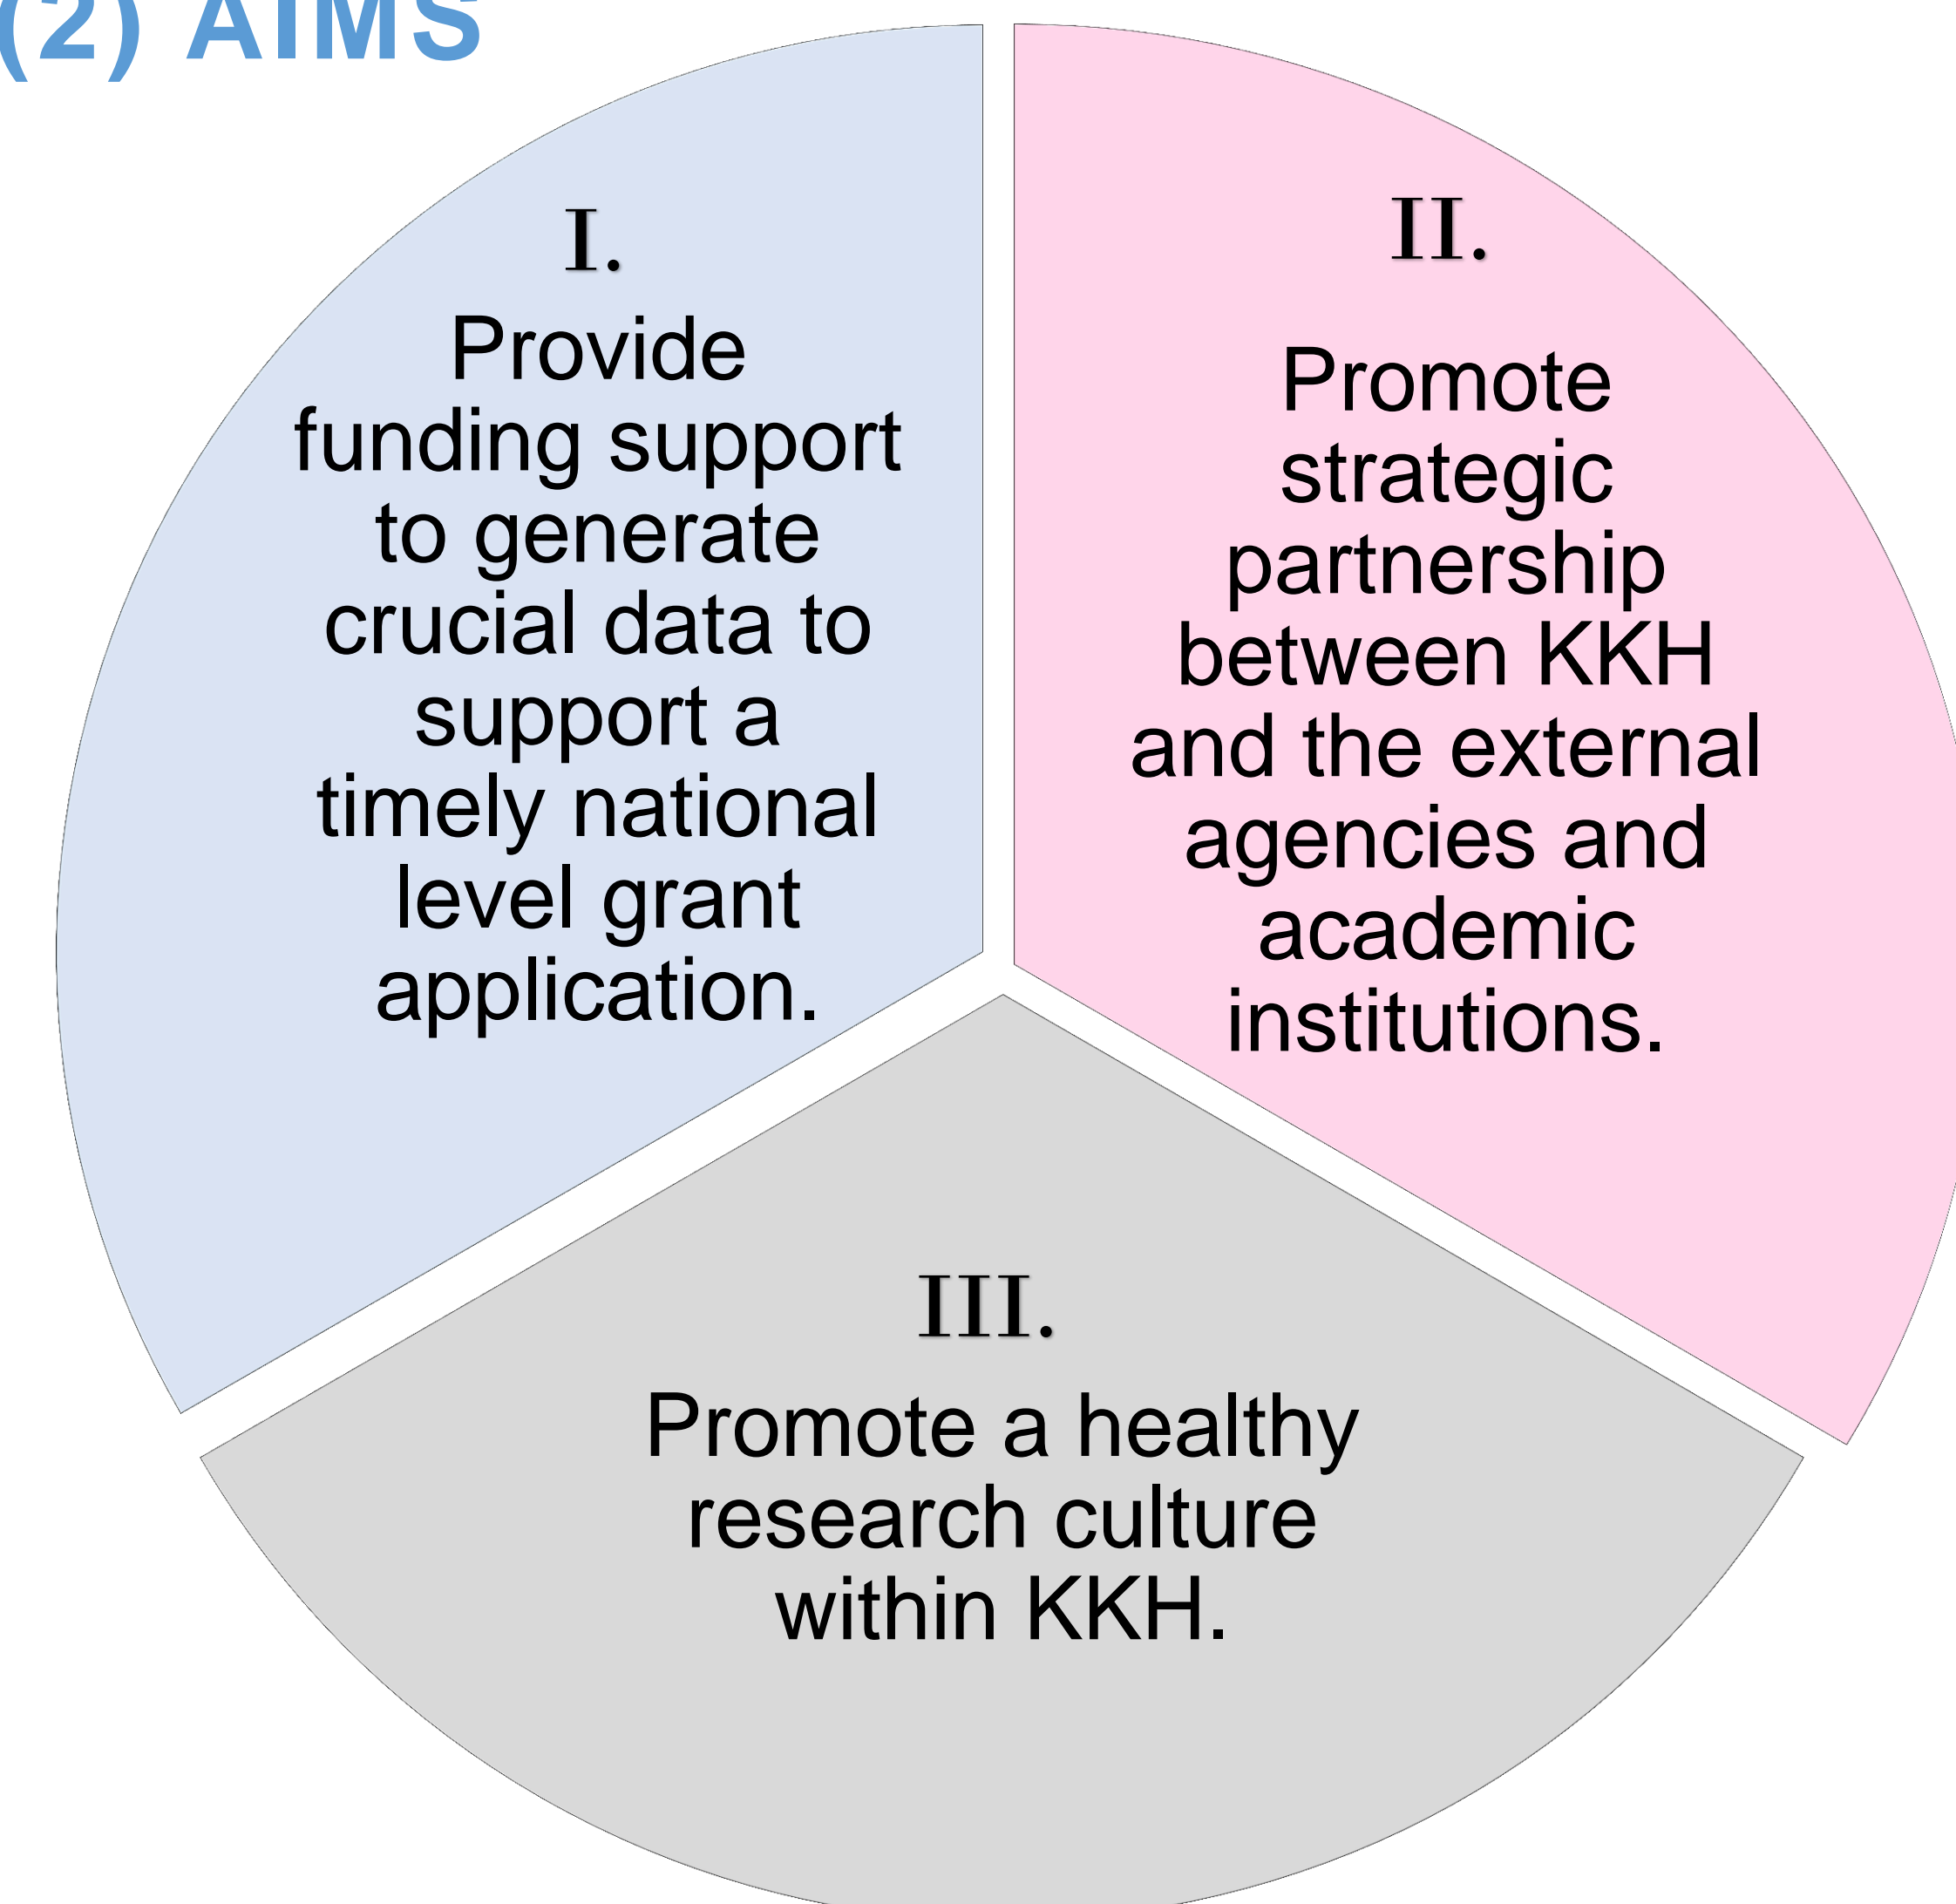 (2) AIMS
I.
Provide
funding support
to generate
crucial data to
support a
timely national
level grant
application.
II.
Promote
strategic
partnership
between KKH
and the external
agencies and
academic
institutions.
III.
Promote a healthy
research culture
within KKH.